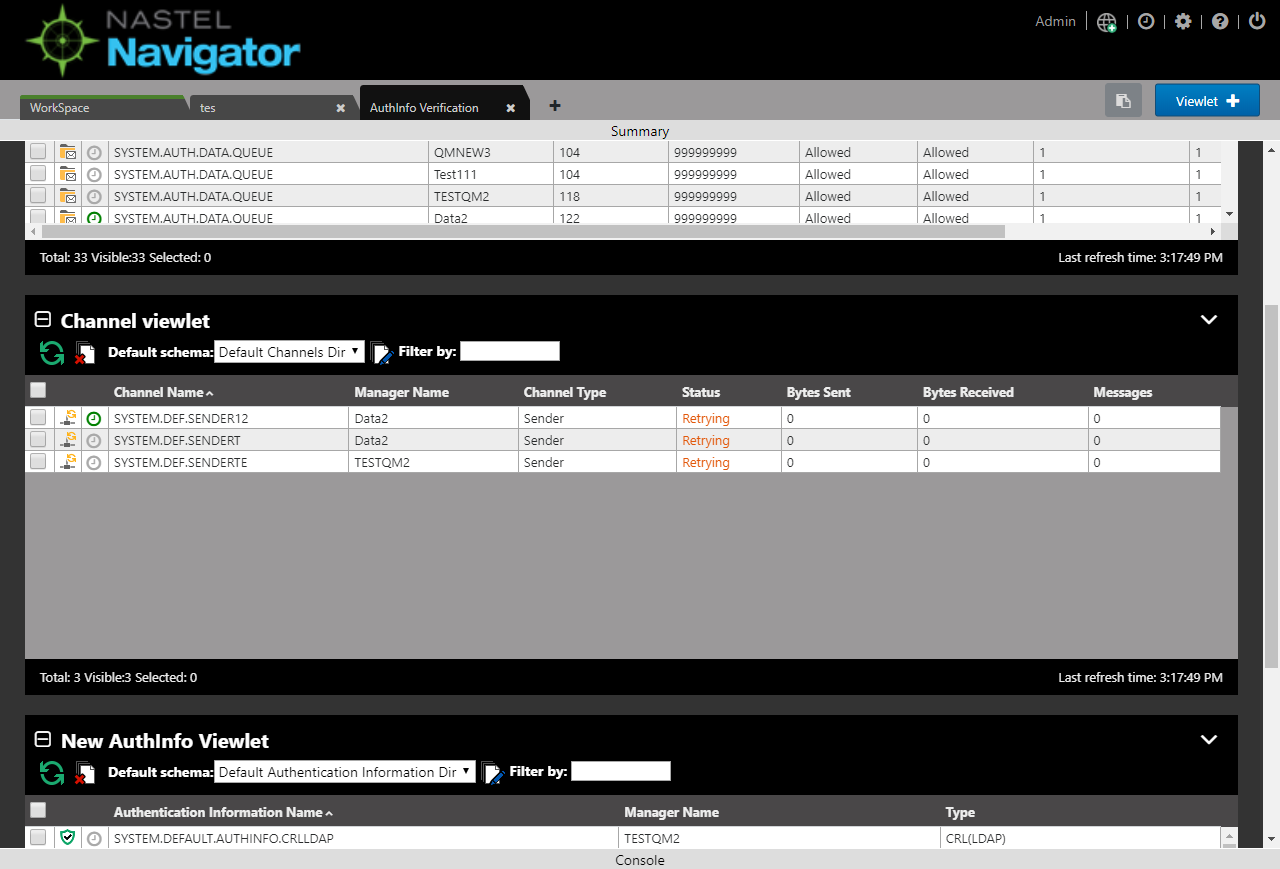 NASTEL
Navigator
Admin
WorkSpace
tes
AuthInfo Verification
Viewlet
Summary
SYSTEM.AUTH.DATA.QUEUE QMNEW3 104 999999999 Allowed Allowed 1 1
SYSTEM.AUTH.DATA.QUEUE Test111 104 999999999 Allowed Allowed 1 1
SYSTEM.AUTH.DATA.QUEUE TESTQM2 118 999999999 Allowed Allowed 1 1
SYSTEM.AUTH.DATA.QUEUE Data2 122 999999999 Allowed Allowed 1 1
Total: 33 Visible:33 Selected: 0 Last refresh time: 3:17:49 PM
Channel viewlet
Default schema: Default Channels Dir Filter by:
Channel Name Manager Name Channel Type Status Bytes Sent Bytes Received Messages
SYSTEM.DEF.SENDER12 Data2 Sender Retrying 0 0 0
SYSTEM.DEF.SENDERT Data2 Sender Retrying 0 0 0
SYSTEM.DEF.SENDERTE TESTQM2 Sender Retrying 0 0 0
Total: 3 Visible:3 Selected: 0 Last refresh time: 3:17:49 PM
New AuthInfo Viewlet
Default schema: Default Authentication Information Dir Filter by:
Authentication Information Name Manager Name Type
SYSTEM.DEFAULT.AUTHINFO.CRLLDAP TESTQM2 CRL(LDAP)
Console